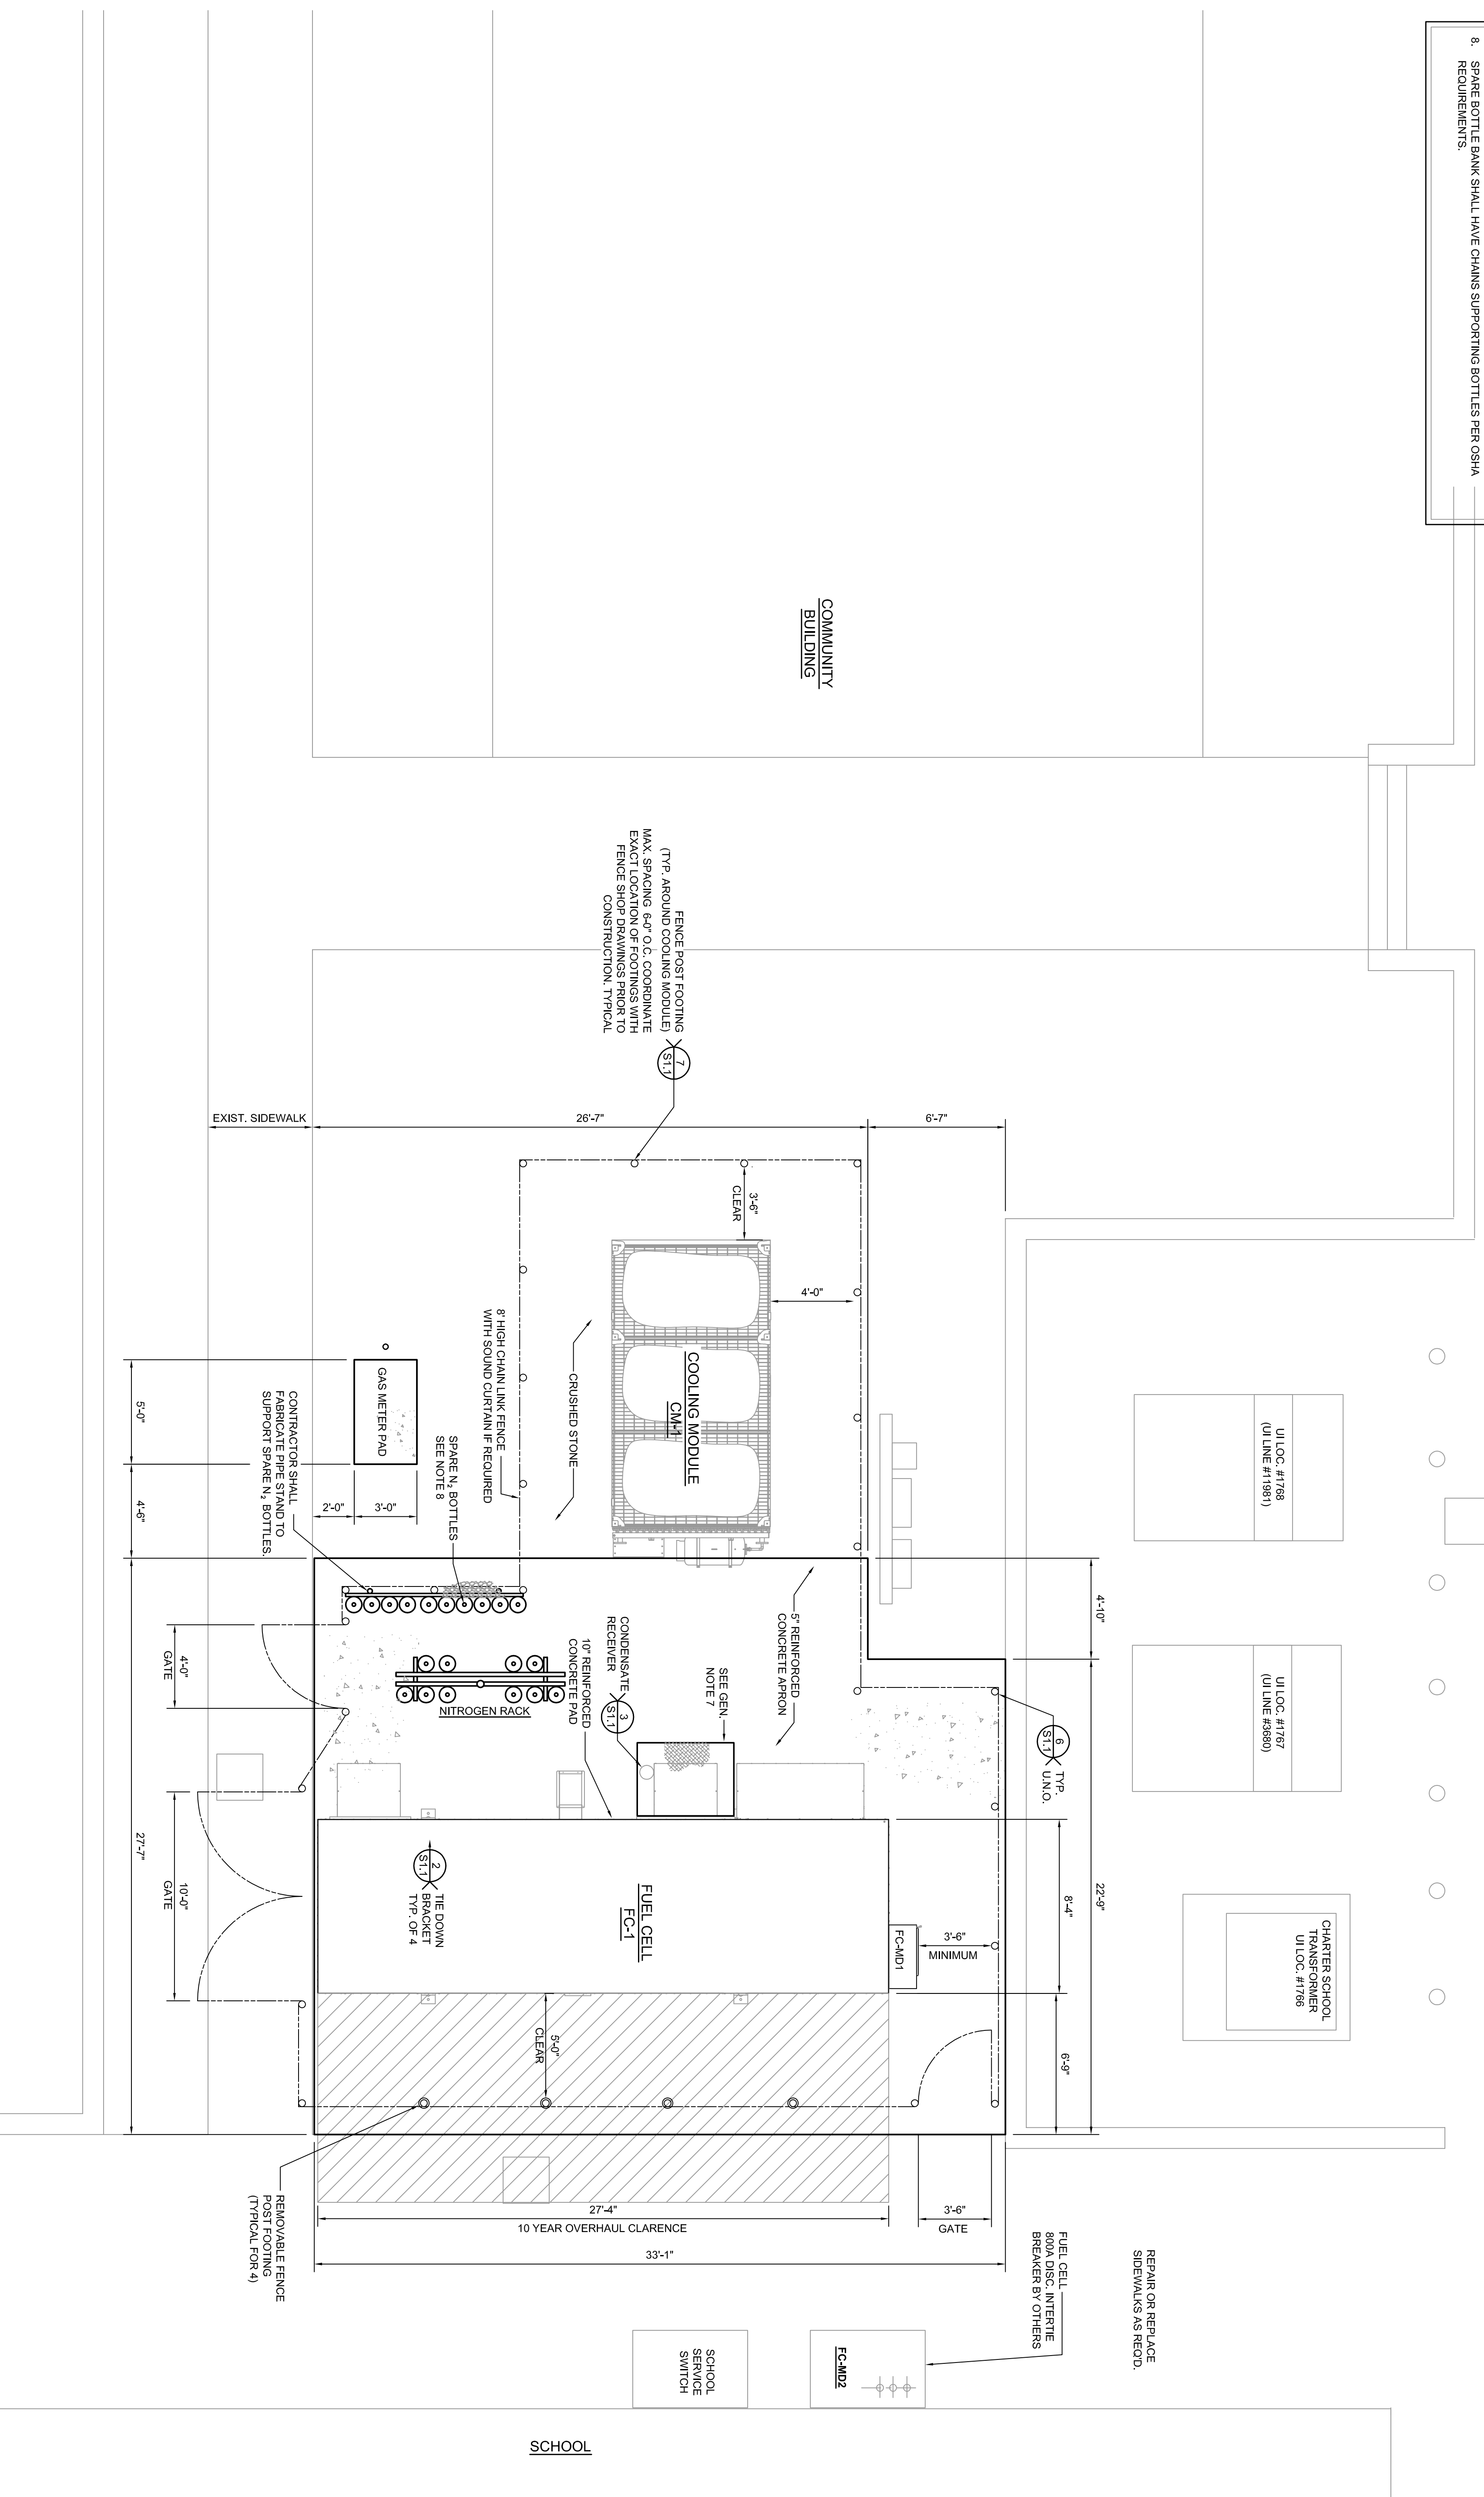 8. SPARE BOTTLE BANK SHALL HAVE CHAINS SUPPORTING BOTTLES PER OSHA
REQUIREMENTS.
COMMUNITY
BUILDING
FENCE POST FOOTING
(TYP. AROUND COOLING MODULE)
MAX. SPACING 6-0" O.C. COORDINATE
EXACT LOCATION OF FOOTINGS WITH
FENCE SHOP DRAWINGS PRIOR TO
CONSTRUCTION. TYPICAL
7
S1.1
EXIST. SIDEWALK
26'-7"
6'-7"
3'-6"
CLEAR
4'-0"
COOLING MODULE
CM-1
CRUSHED STONE
8' HIGH CHAIN LINK FENCE
WITH SOUND CURTAIN IF REQUIRED
GAS METER PAD
5'-0"
4'-6"
2'-0"
3'-0"
SPARE N₂ BOTTLES
SEE NOTE 8
CONTRACTOR SHALL
FABRICATE PIPE STAND TO
SUPPORT SPARE N₂ BOTTLES.
UI LOC. #1768
(UI LINE #11981)
UI LOC. #1767
(UI LINE #3680)
CHARTER SCHOOL
TRANSFORMER
UI LOC. #1766
4'-10"
22'-9"
5" REINFORCED
CONCRETE APRON
SEE GEN.
NOTE 7
CONDENSATE
RECEIVER
3
S1.1
10" REINFORCED
CONCRETE PAD
NITROGEN RACK
4'-0"
GATE
6
S1.1
TYP.
U.N.O.
27'-7"
10'-0"
GATE
2
S1.1
TIE DOWN
BRACKET
TYP. OF 4
FUEL CELL
FC-1
FC-MD1
3'-6"
MINIMUM
8'-4"
6'-9"
5'-0"
CLEAR
27'-4"
10 YEAR OVERHAUL CLARENCE
3'-6"
GATE
33'-1"
REMOVABLE FENCE
POST FOOTING
(TYPICAL FOR 4)
FUEL CELL
800A DISC. INTERTIE
BREAKER BY OTHERS
REPAIR OR REPLACE
SIDEWALKS AS REQ'D.
SCHOOL
SERVICE
SWITCH
FC-MD2
SCHOOL